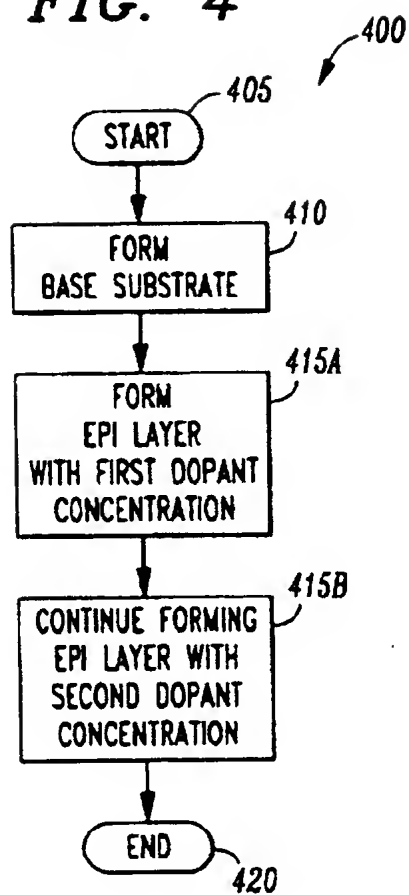 FIG. 4
400
405
START
410
FORM
BASE SUBSTRATE
415A
FORM
EPI LAYER
WITH FIRST DOPANT
CONCENTRATION
415B
CONTINUE FORMING
EPI LAYER WITH
SECOND DOPANT
CONCENTRATION
END
420